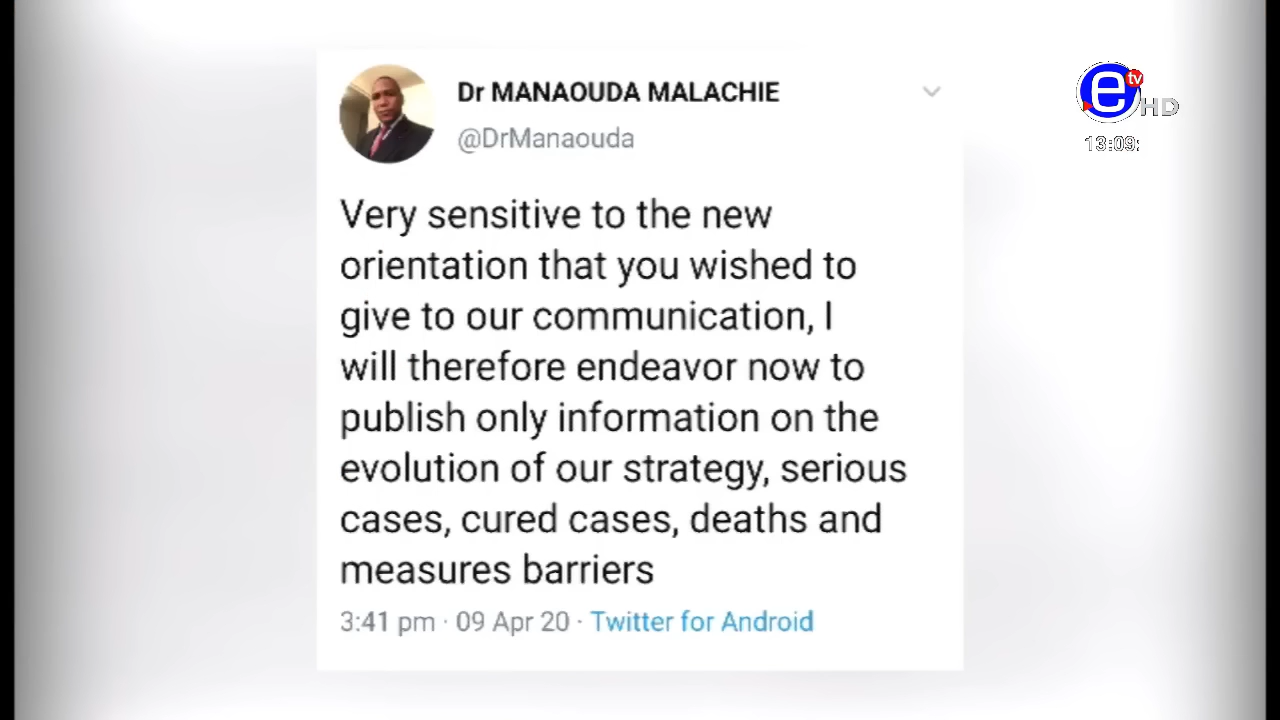 Dr MANAOUDA MALACHIE
@DrManaouda
Very sensitive to the new
orientation that you wished to
give to our communication, I
will therefore endeavor now to
publish only information on the
evolution of our strategy, serious
cases, cured cases, deaths and
measures barriers
3:41 pm · 09 Apr 20 · Twitter for Android
e tv
HD
13:09: